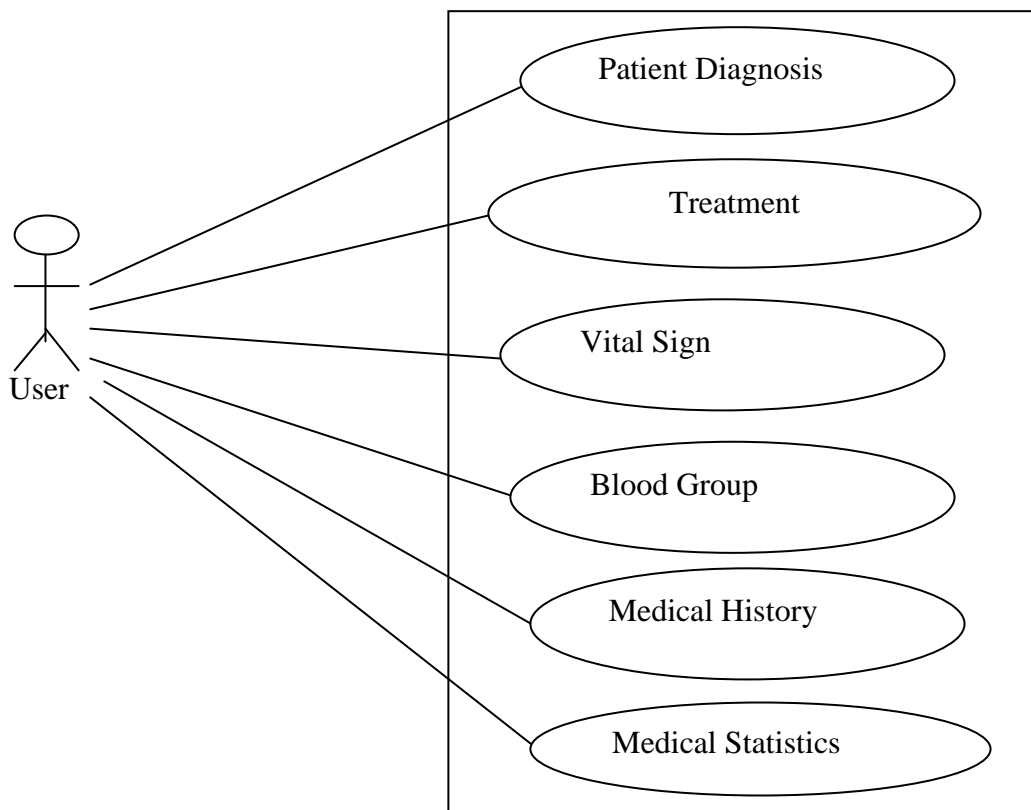 Patient Diagnosis
Treatment
Vital Sign
User
Blood Group
Medical History
Medical Statistics